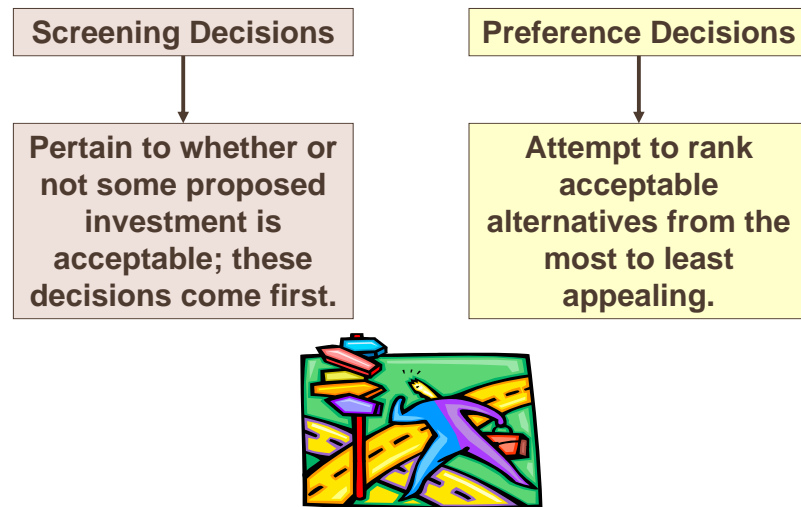 Screening Decisions
Pertain to whether or
not some proposed
investment is
acceptable; these
decisions come first.
Preference Decisions
Attempt to rank
acceptable
alternatives from the
most to least
appealing.